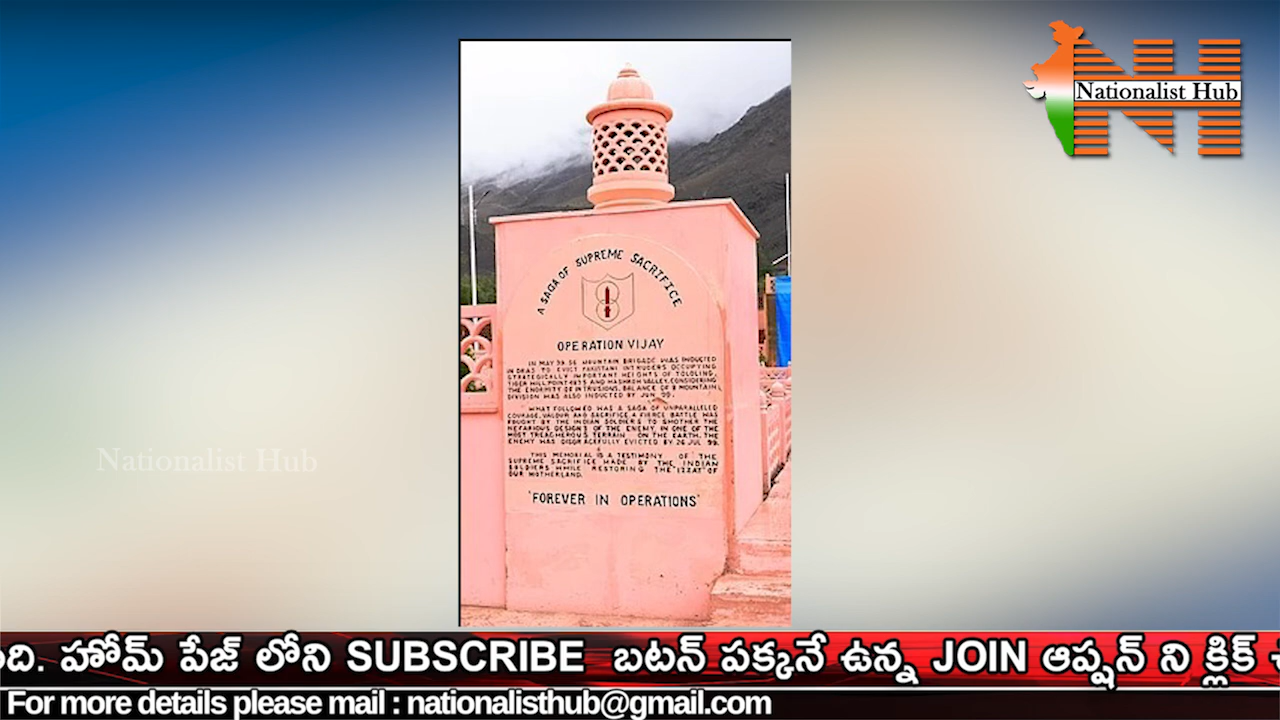 Nationalist Hub
A SAGA OF SUPREME SACRIFICE
OPERATION VIJAY
IN MAY 99, 56 MOUNTAIN BRIGADE WAS INDUCTED
IN DRAS TO EVICT PAKISTANI INTRUDERS OCCUPYING
STRATEGICALLY IMPORTANT HEIGHTS OF TOLOLING,
TIGER HILL, POINT 4875 AND MASHKOH VALLEY. CONSIDERING
THE ENORMITY OF INTRUSIONS, BALANCE OF 8 MOUNTAIN
DIVISION WAS ALSO INDUCTED BY JUN 99.
WHAT FOLLOWED WAS A SAGA OF UNPARALLELED
COURAGE, VALOUR AND SACRIFICE. A FIERCE BATTLE WAS
FOUGHT BY THE INDIAN SOLDIERS TO SMOTHER THE
NEFARIOUS DESIGNS OF THE ENEMY. IN ONE OF THE
MOST TREACHEROUS TERRAIN ON THE EARTH, THE
ENEMY WAS DISGRACEFULLY EVICTED BY 26 JUL 99.
THIS MEMORIAL IS A TESTIMONY OF THE
SUPREME SACRIFICE MADE BY THE INDIAN
SOLDIERS WHILE RESTORING THE 'IZZAT' OF
OUR MOTHERLAND.
'FOREVER IN OPERATIONS'
Nationalist Hub
హోమ్ పేజ్ లోని SUBSCRIBE బటన్ పక్కనే ఉన్న JOIN ఆప్షన్ ని క్లిక్
For more details please mail : nationalisthub@gmail.com